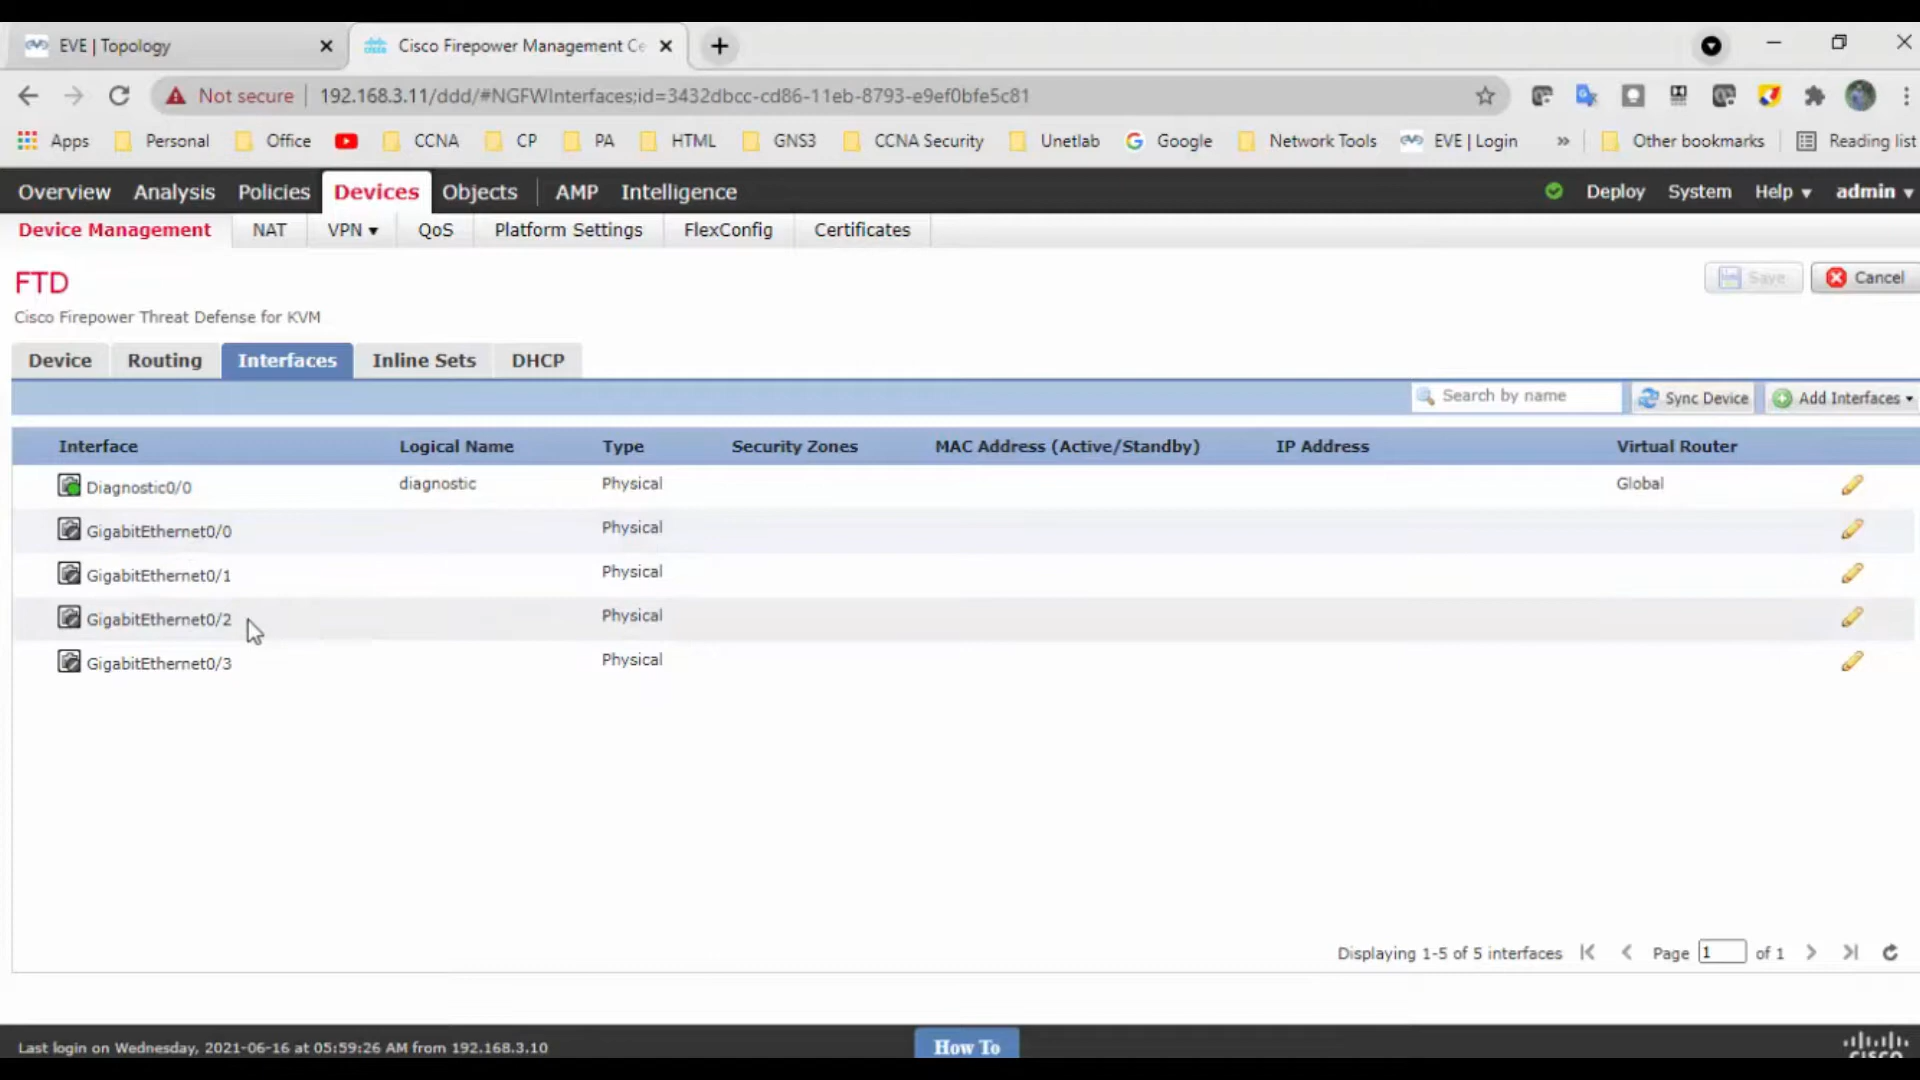 EVE | Topology
Cisco Firepower Management Ce
Not secure 192.168.3.11/ddd/#NGFWInterfaces;id=3432dbcc-cd86-11eb-8793-e9ef0bfe5c81
Apps Personal Office CCNA CP PA HTML GNS3 CCNA Security Unetlab Google Network Tools EVE | Login » Other bookmarks Reading list
Overview Analysis Policies Devices Objects AMP Intelligence Deploy System Help admin
Device Management NAT VPN QoS Platform Settings FlexConfig Certificates
FTD
Save Cancel
Cisco Firepower Threat Defense for KVM
Device Routing Interfaces Inline Sets DHCP
Search by name Sync Device Add Interfaces
Interface Logical Name Type Security Zones MAC Address (Active/Standby) IP Address Virtual Router
Diagnostic0/0 diagnostic Physical Global
GigabitEthernet0/0 Physical
GigabitEthernet0/1 Physical
GigabitEthernet0/2 Physical
GigabitEthernet0/3 Physical
Displaying 1-5 of 5 interfaces Page 1 of 1
Last login on Wednesday, 2021-06-16 at 05:59:26 AM from 192.168.3.10
How To
CISCO